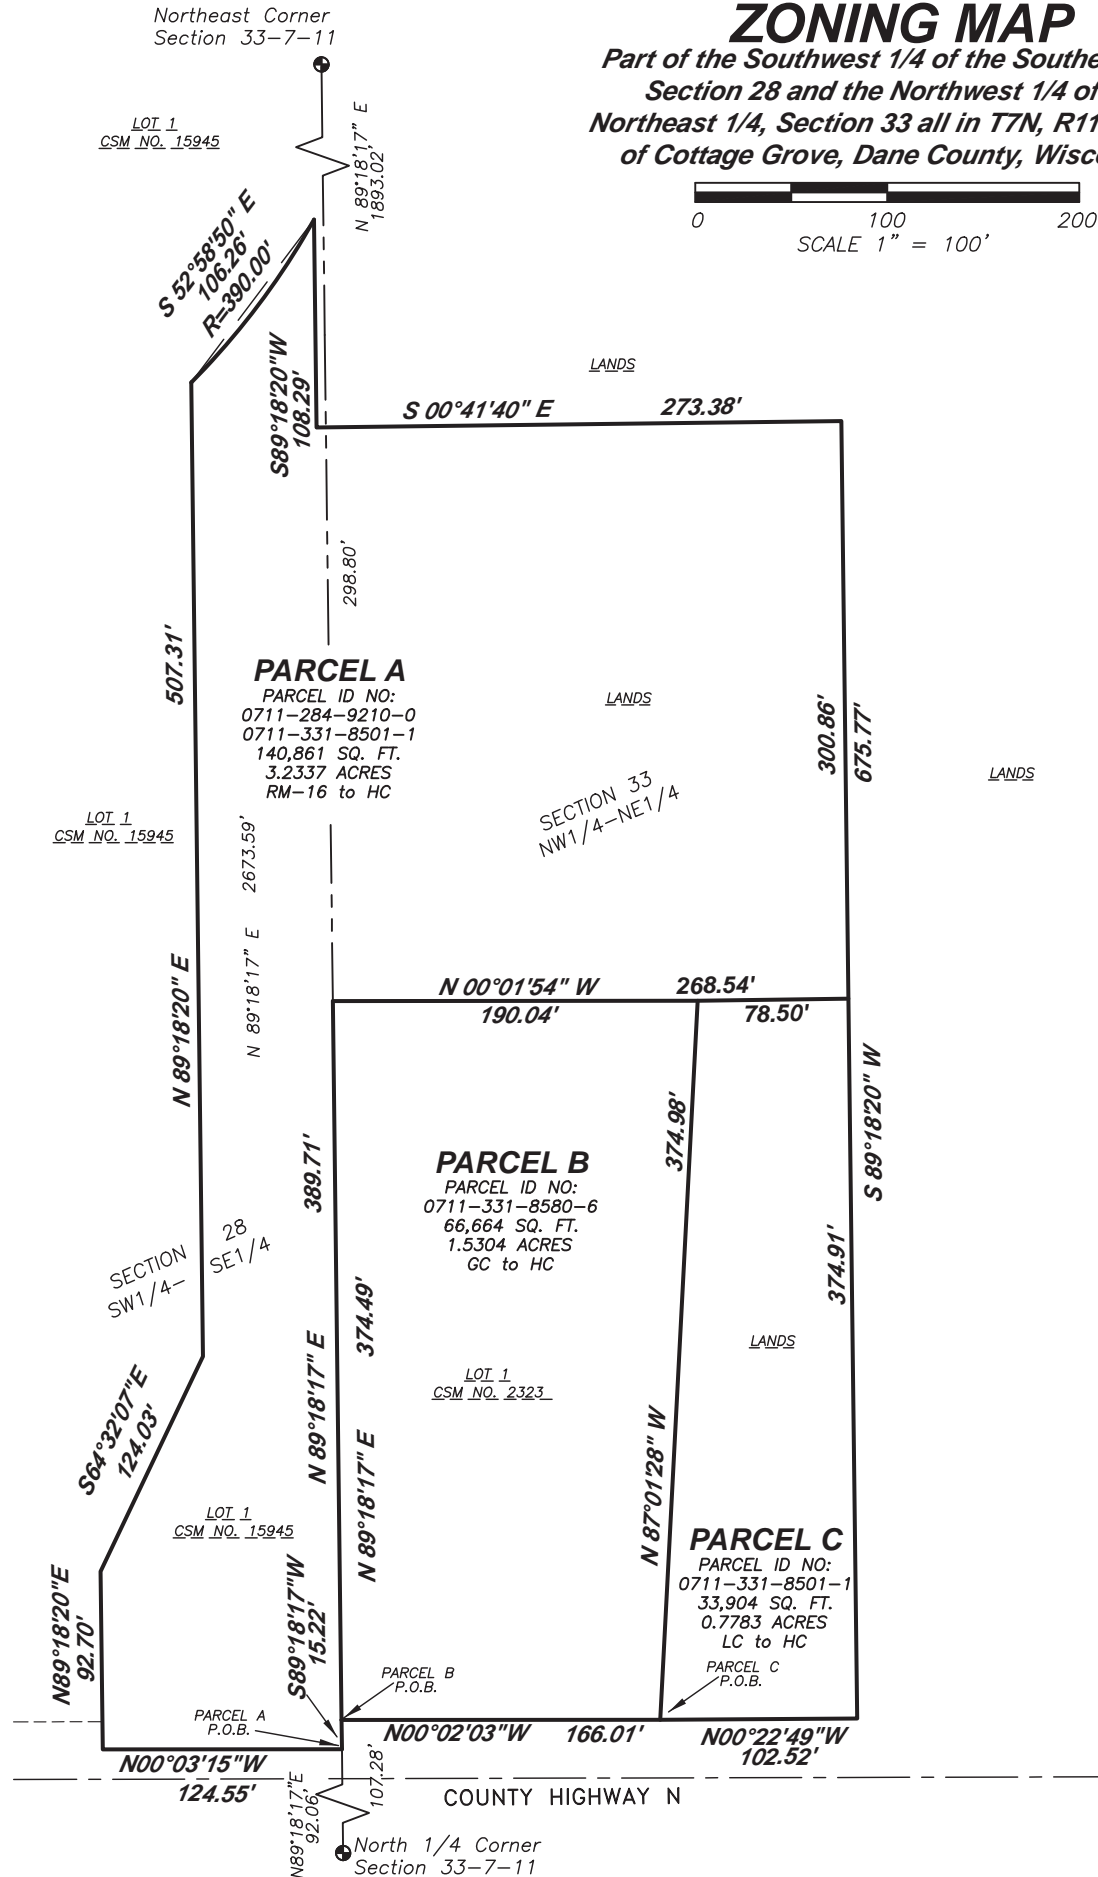 Northeast Corner
Section 33-7-11
ZONING MAP
Part of the Southwest 1/4 of the Southe
Section 28 and the Northwest 1/4 of
Northeast 1/4, Section 33 all in T7N, R11
of Cottage Grove, Dane County, Wisc
0 100 200
SCALE 1" = 100'
LOT 1
CSM NO. 15945
N 89°18'17" E
1893.02'
S 52°58'50" E
106.26'
R=390.00'
S89°18'20"W
108.29'
LANDS
S 00°41'40" E 273.38'
298.80'
507.31'
PARCEL A
PARCEL ID NO:
0711-284-9210-0
0711-331-8501-1
140,861 SQ. FT.
3.2337 ACRES
RM-16 to HC
LANDS
300.86'
675.77'
LANDS
SECTION 33
NW1/4-NE1/4
LOT 1
CSM NO. 15945
N 89°18'17" E 2673.59'
N 89°18'20" E
N 00°01'54" W 268.54'
190.04' 78.50'
S 89°18'20" W
374.98'
389.71'
PARCEL B
PARCEL ID NO:
0711-331-8580-6
66,664 SQ. FT.
1.5304 ACRES
GC to HC
SECTION 28
SW1/4- SE1/4
374.49'
374.91'
LANDS
N 89°18'17" E
LOT 1
CSM NO. 2323
S64°32'07"E
124.03'
N 89°18'17" E
N 87°01'28" W
LOT 1
CSM NO. 15945
PARCEL C
PARCEL ID NO:
0711-331-8501-1
33,904 SQ. FT.
0.7783 ACRES
LC to HC
N89°18'20"E
92.70'
S89°18'17"W
15.22'
PARCEL B
P.O.B.
PARCEL C
P.O.B.
PARCEL A
P.O.B.
N00°02'03"W 166.01'
N00°22'49"W
102.52'
N00°03'15"W
124.55'
N89°18'17"E
92.06'
107.28'
COUNTY HIGHWAY N
North 1/4 Corner
Section 33-7-11